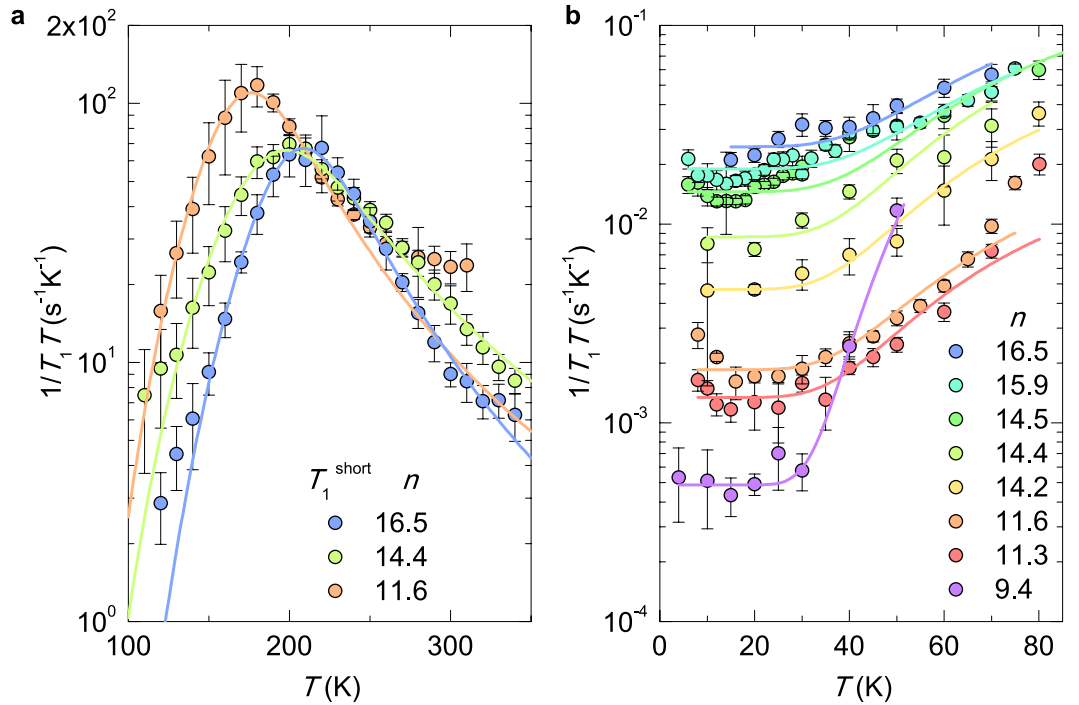 a
2x10²
10²
10¹
10⁰
1/T₁T (s⁻¹K⁻¹)
T₁ˢʰᵒʳᵗ n
16.5
14.4
11.6
100 150 200 250 300
T (K)
b
10⁻¹
10⁻²
10⁻³
10⁻⁴
1/T₁T (s⁻¹K⁻¹)
n
16.5
15.9
14.5
14.4
14.2
11.6
11.3
9.4
0 20 40 60 80
T (K)